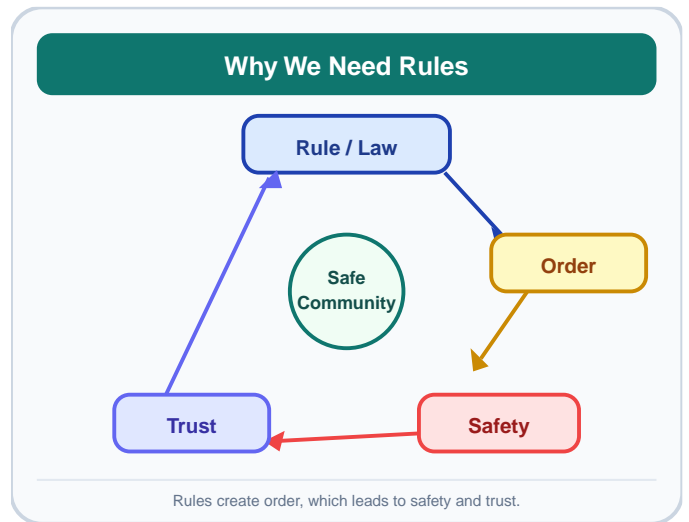 Why We Need Rules
Rule / Law
Order
Safe
Community
Trust
Safety
Rules create order, which leads to safety and trust.